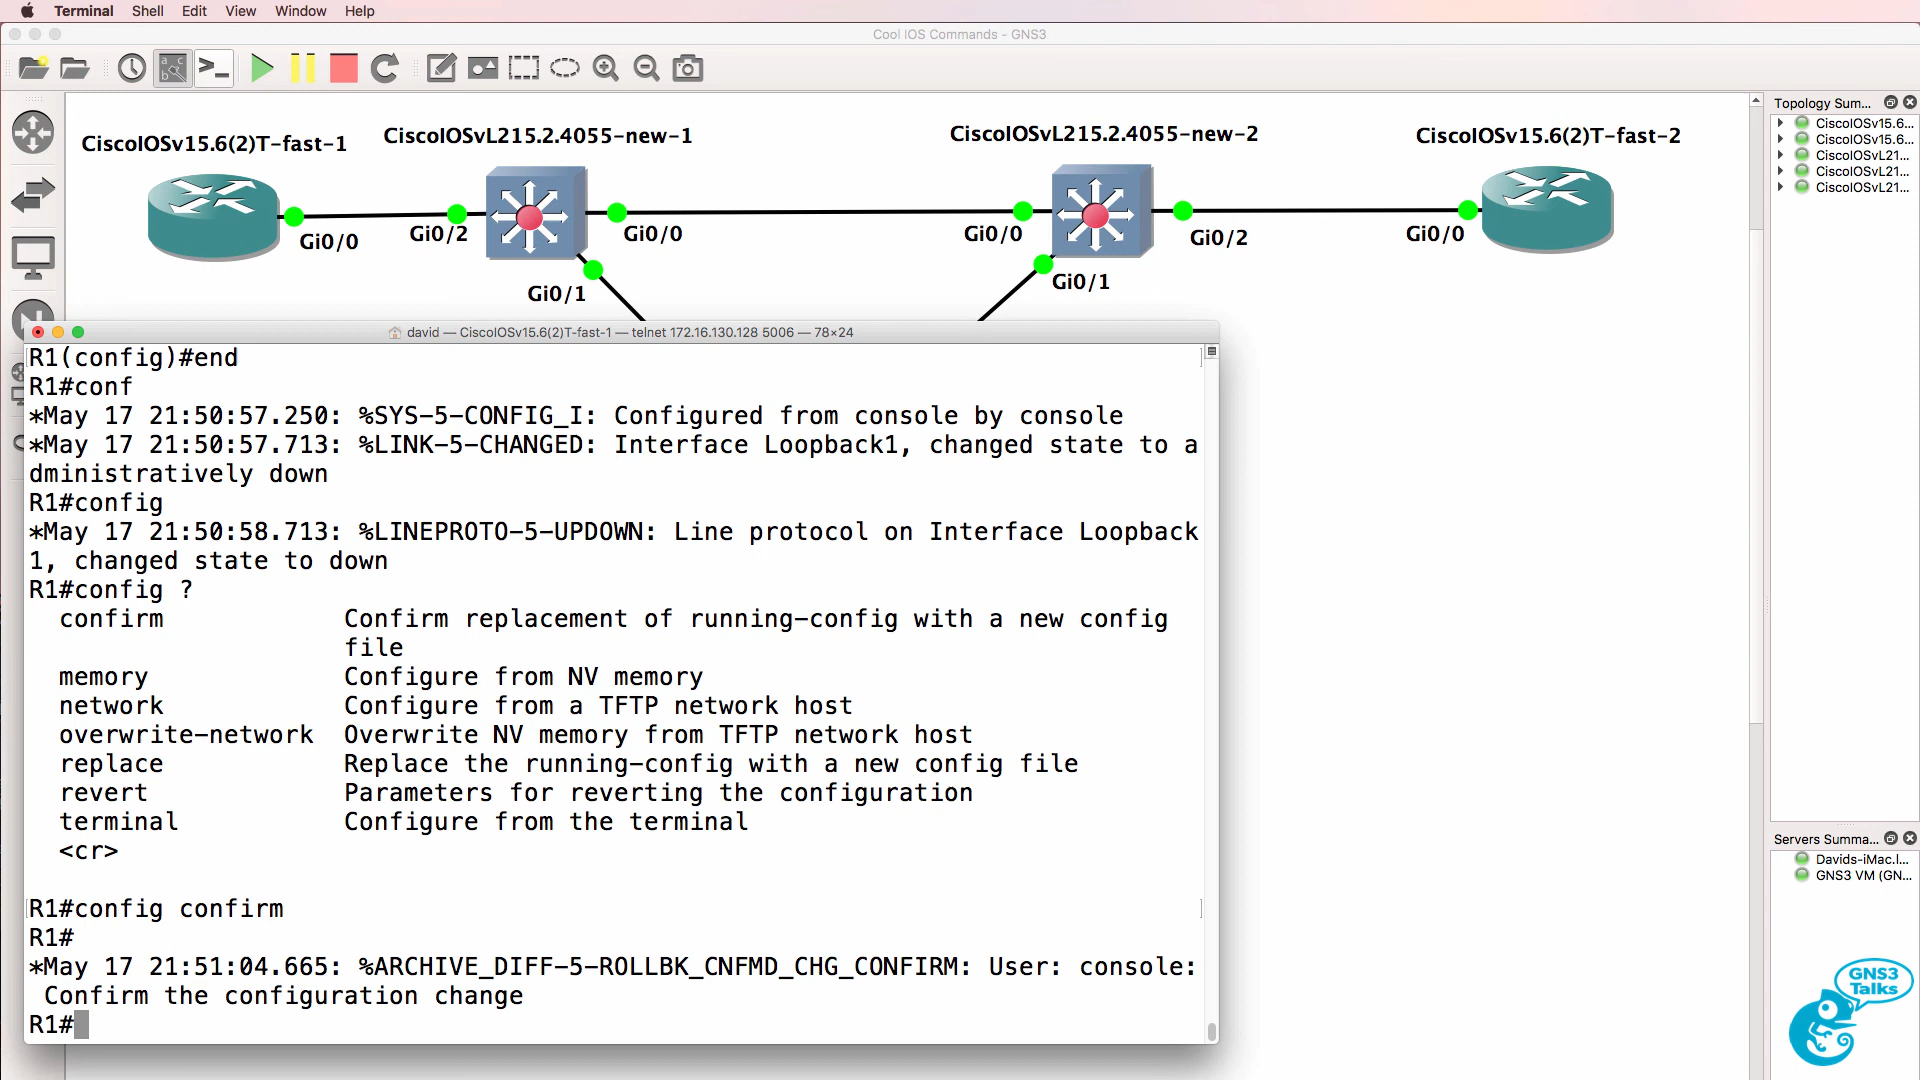 Terminal Shell Edit View Window Help
Cool IOS Commands - GNS3
CiscoIOSv15.6(2)T-fast-1
CiscoIOSvL215.2.4055-new-1
CiscoIOSvL215.2.4055-new-2
CiscoIOSv15.6(2)T-fast-2
Gi0/0
Gi0/2
Gi0/0
Gi0/0
Gi0/2
Gi0/0
Gi0/1
Gi0/1
Topology Sum...
CiscoIOSv15.6...
CiscoIOSv15.6...
CiscoIOSvL21...
CiscoIOSvL21...
CiscoIOSvL21...
david — CiscoIOSv15.6(2)T-fast-1 — telnet 172.16.130.128 5006 — 78×24
R1(config)#end
R1#conf
*May 17 21:50:57.250: %SYS-5-CONFIG_I: Configured from console by console
*May 17 21:50:57.713: %LINK-5-CHANGED: Interface Loopback1, changed state to a
dministratively down
R1#config
*May 17 21:50:58.713: %LINEPROTO-5-UPDOWN: Line protocol on Interface Loopback
1, changed state to down
R1#config ?
confirm Confirm replacement of running-config with a new config
file
memory Configure from NV memory
network Configure from a TFTP network host
overwrite-network Overwrite NV memory from TFTP network host
replace Replace the running-config with a new config file
revert Parameters for reverting the configuration
terminal Configure from the terminal
<cr>
R1#config confirm
R1#
*May 17 21:51:04.665: %ARCHIVE_DIFF-5-ROLLBK_CNFMD_CHG_CONFIRM: User: console:
Confirm the configuration change
R1#
Servers Summa...
Davids-iMac.l...
GNS3 VM (GN...
GNS3
Talks